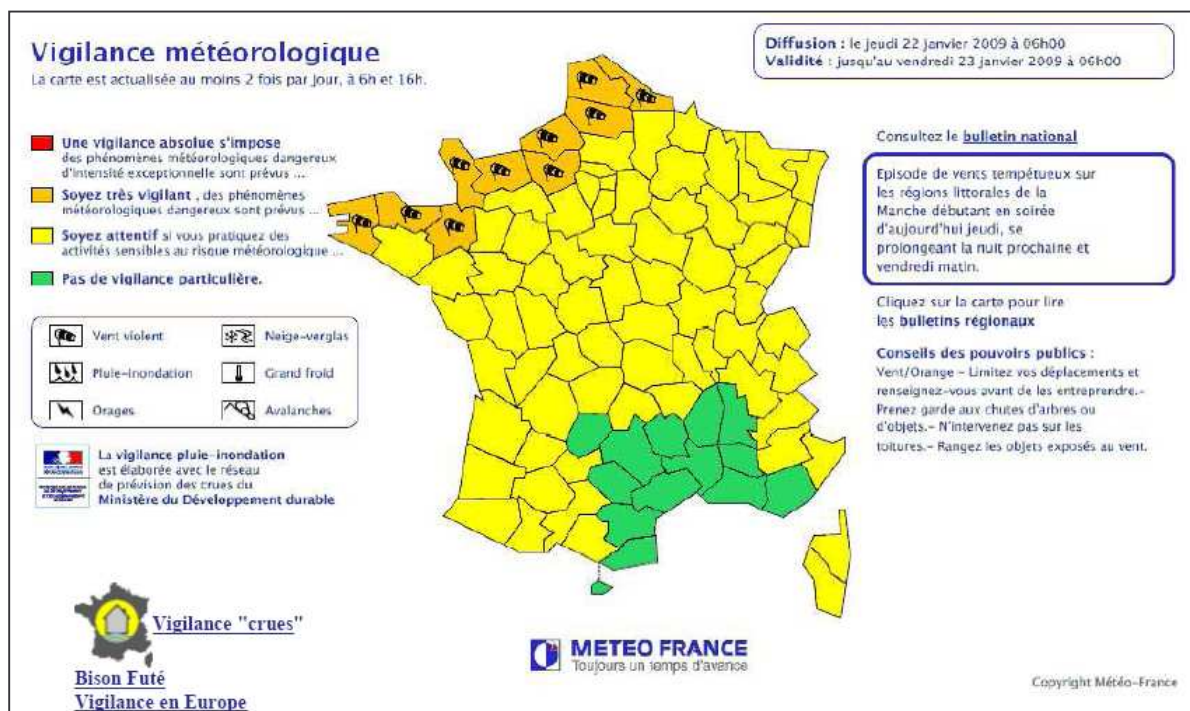 Vigilance météorologique
La carte est actualisée au moins 2 fois par jour, à 6h et 16h.
Diffusion : le jeudi 22 janvier 2009 à 06h00
Validité : jusqu'au vendredi 23 janvier 2009 à 06h00
Une vigilance absolue s'impose
des phénomènes météorologiques dangereux
d'intensité exceptionnelle sont prévus ...
Soyez très vigilant , des phénomènes
météorologiques dangereux sont prévus ...
Soyez attentif si vous pratiquez des
activités sensibles au risque météorologique ...
Pas de vigilance particulière.
Vent violent
Neige-verglas
Pluie-inondation
Grand froid
Orages
Avalanches
La vigilance pluie-inondation
est élaborée avec le réseau
de prévision des crues du
Ministère du Développement durable
Vigilance "crues"
Bison Futé
Vigilance en Europe
Consultez le bulletin national
Episode de vents tempétueux sur
les régions littorales de la
Manche débutant en soirée
d'aujourd'hui jeudi, se
prolongeant la nuit prochaine et
vendredi matin.
Cliquez sur la carte pour lire
les bulletins régionaux
Conseils des pouvoirs publics :
Vent/Orange - Limitez vos déplacements et
renseignez-vous avant de les entreprendre.-
Prenez garde aux chutes d'arbres ou
d'objets.- N'intervenez pas sur les
toitures.- Rangez les objets exposés au vent.
METEO FRANCE
Toujours un temps d'avance
Copyright Météo-France